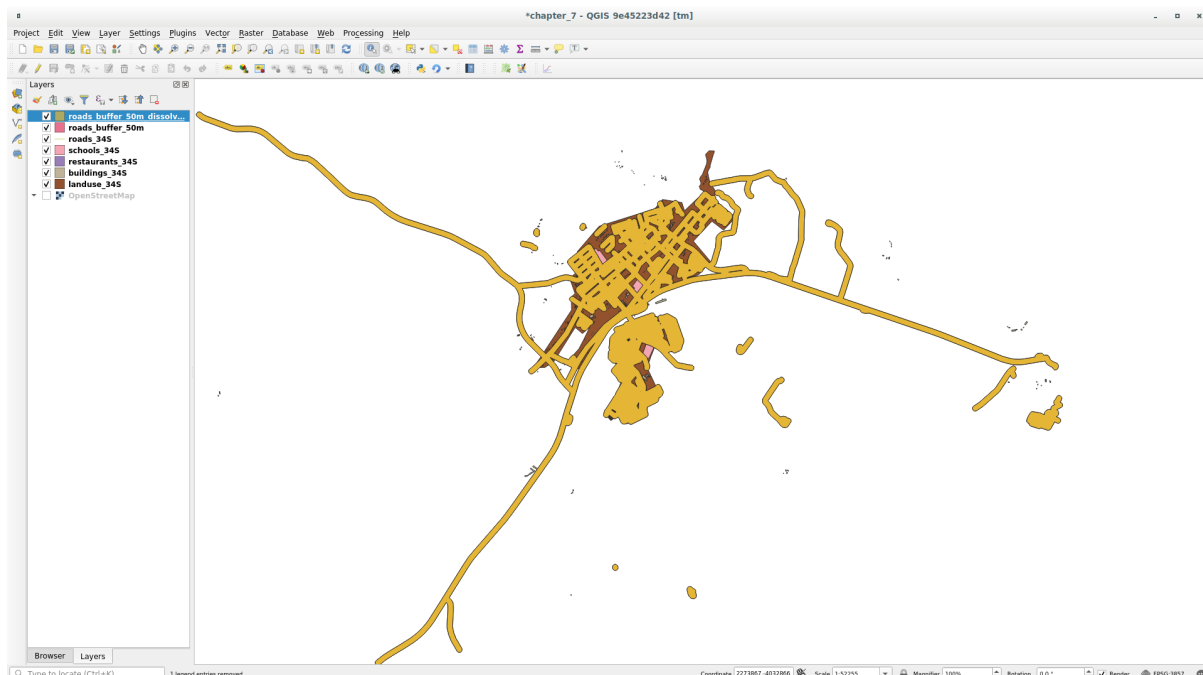 *chapter_7 - QGIS 9e45223d42 [tm]
Project Edit View Layer Settings Plugins Vector Raster Database Web Processing Help
Layers
roads_buffer_50m_dissolv...
roads_buffer_50m
roads_34S
schools_34S
restaurants_34S
buildings_34S
landuse_34S
OpenStreetMap
Browser Layers
Type to locate (Ctrl+K) 1 legend entries removed. Coordinate 2273867,-4032866 Scale 1:52255 Magnifier 100% Rotation 0.0 ° Render EPSG:3857